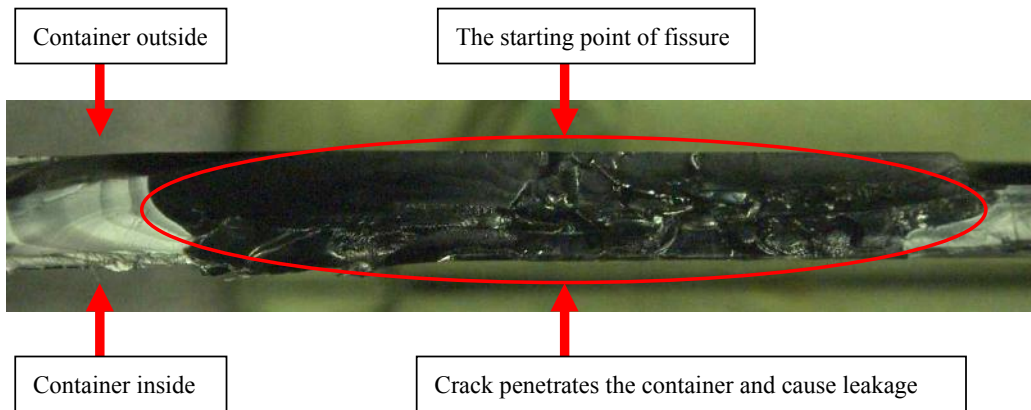 Container outside
The starting point of fissure
Container inside
Crack penetrates the container and cause leakage